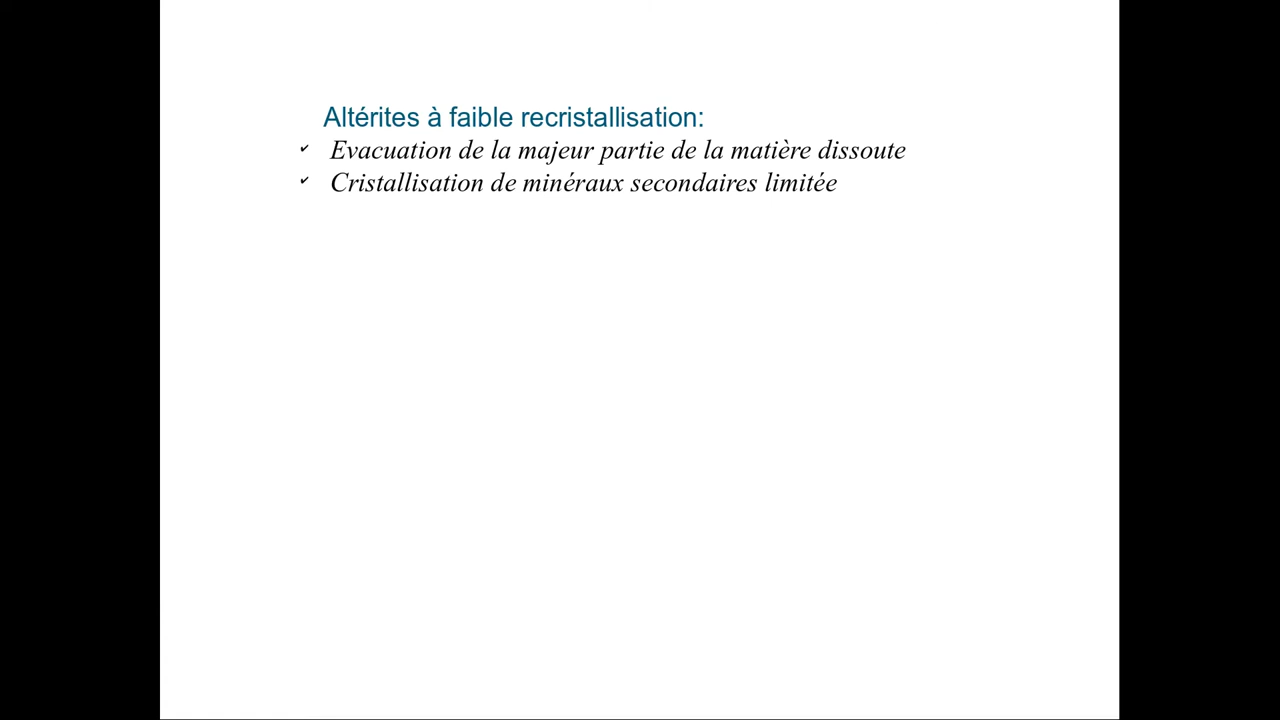 Altérites à faible recristallisation:
✓ Evacuation de la majeur partie de la matière dissoute
✓ Cristallisation de minéraux secondaires limitée